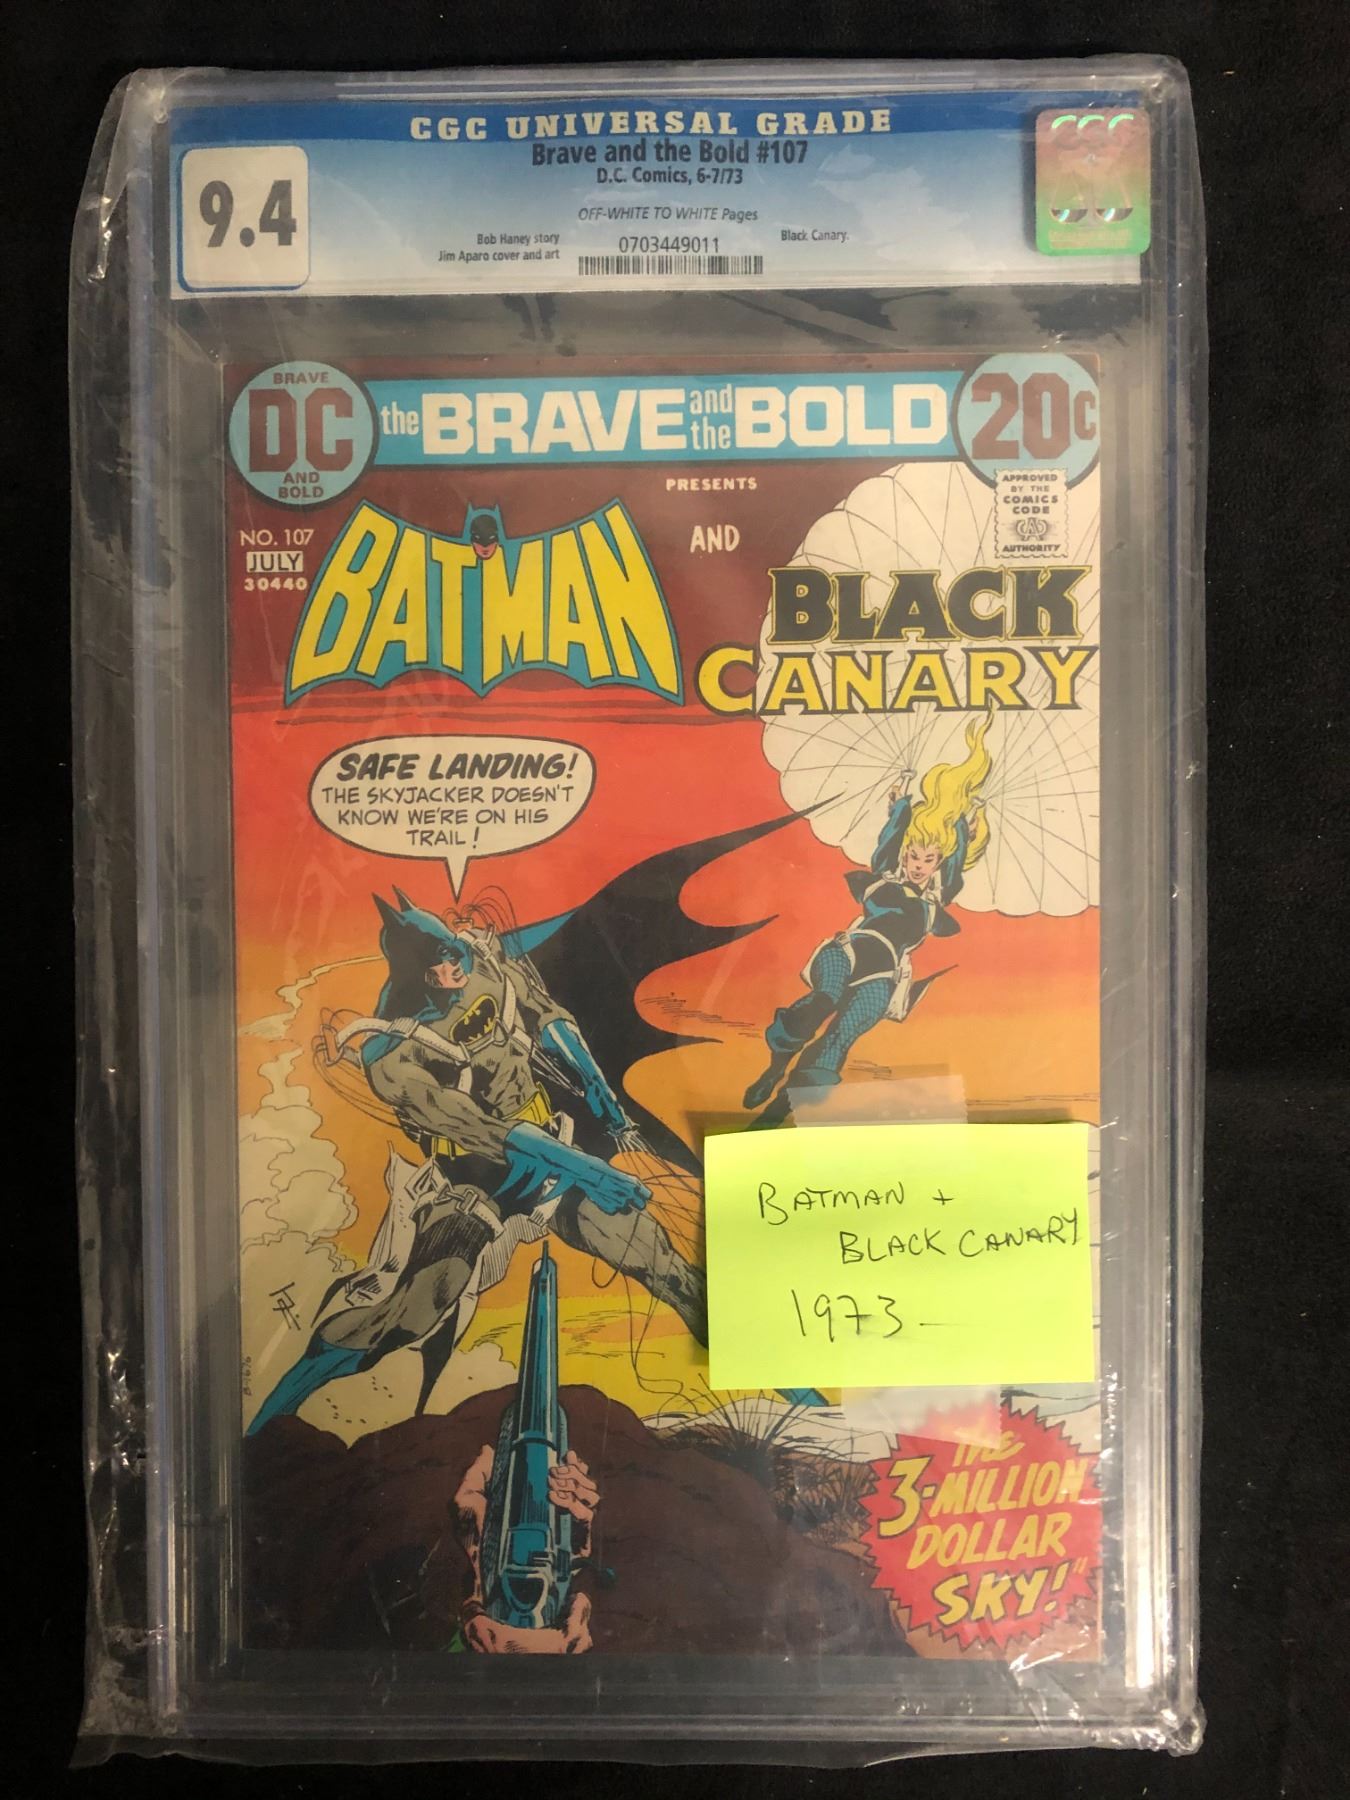 CGC UNIVERSAL GRADE
9.4
Brave and the Bold #107
D.C. Comics, 6-7/73
OFF-WHITE TO WHITE Pages
Bob Haney story
Jim Aparo cover and art
0703449011
Black Canary.
CGC
BRAVE
DC
AND
BOLD
the BRAVE and the BOLD
20c
PRESENTS
APPROVED
BY THE
COMICS
CODE
AUTHORITY
NO. 107
JULY
30440
BATMAN
AND
BLACK
CANARY
SAFE LANDING!
THE SKYJACKER DOESN'T
KNOW WE'RE ON HIS
TRAIL!
BATMAN +
BLACK CANARY
1973-
B-1676
THE
3-MILLION
DOLLAR
SKY!"